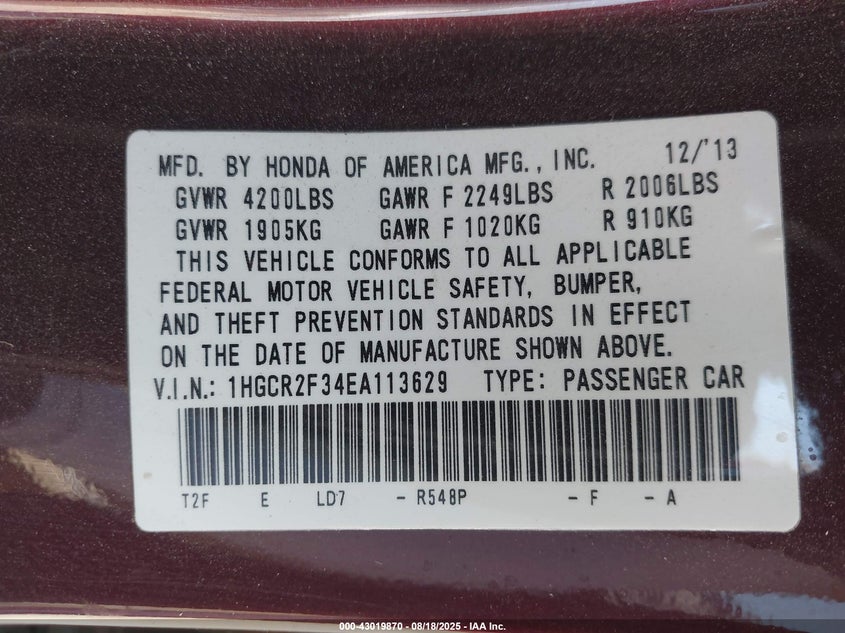 MFD. BY HONDA OF AMERICA MFG., INC. 12/'13
GVWR 4200LBS GAWR F 2249LBS R 2006LBS
GVWR 1905KG GAWR F 1020KG R 910KG
THIS VEHICLE CONFORMS TO ALL APPLICABLE
FEDERAL MOTOR VEHICLE SAFETY, BUMPER,
AND THEFT PREVENTION STANDARDS IN EFFECT
ON THE DATE OF MANUFACTURE SHOWN ABOVE.
V.I.N.: 1HGCR2F34EA113629 TYPE: PASSENGER CAR
T2F E LD7 - R548P - F - A
000-43019870 - 08/18/2025 - IAA Inc.